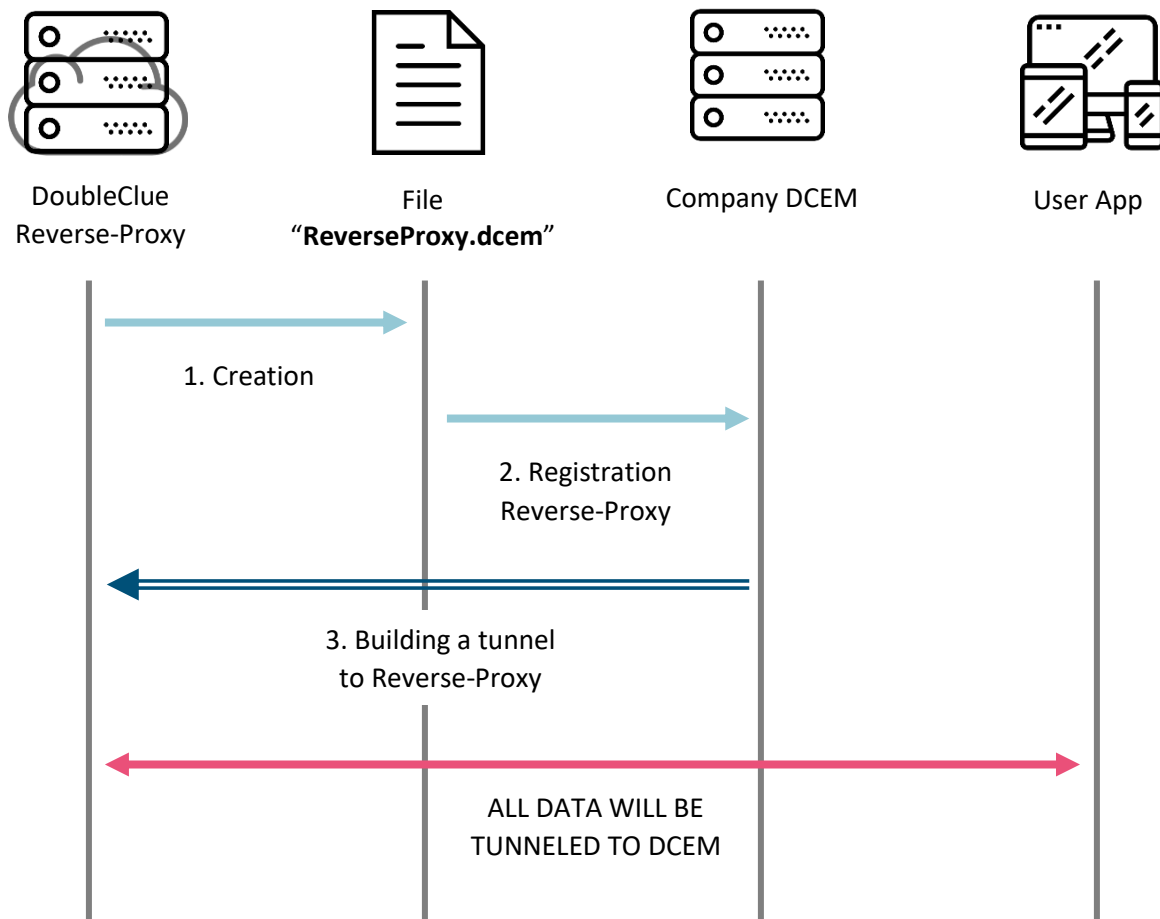 DoubleClue
Reverse-Proxy
File
“ReverseProxy.dcem”
Company DCEM
User App
1. Creation
2. Registration
Reverse-Proxy
3. Building a tunnel
to Reverse-Proxy
ALL DATA WILL BE
TUNNELED TO DCEM